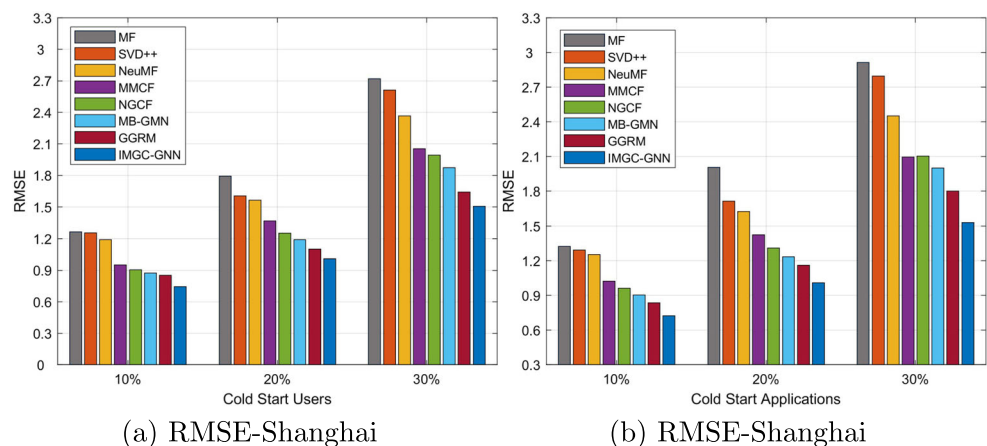 3.3
3
2.7
2.4
2.1
1.8
1.5
1.2
0.9
0.6
0.3
0
RMSE
MF
SVD++
NeuMF
MMCF
NGCF
MB-GMN
GGRM
IMGC-GNN
10%
20%
30%
Cold Start Users
(a) RMSE-Shanghai
3.3
3
2.7
2.4
2.1
1.8
1.5
1.2
0.9
0.6
0.3
RMSE
MF
SVD++
NeuMF
MMCF
NGCF
MB-GMN
GGRM
IMGC-GNN
10%
20%
30%
Cold Start Applications
(b) RMSE-Shanghai